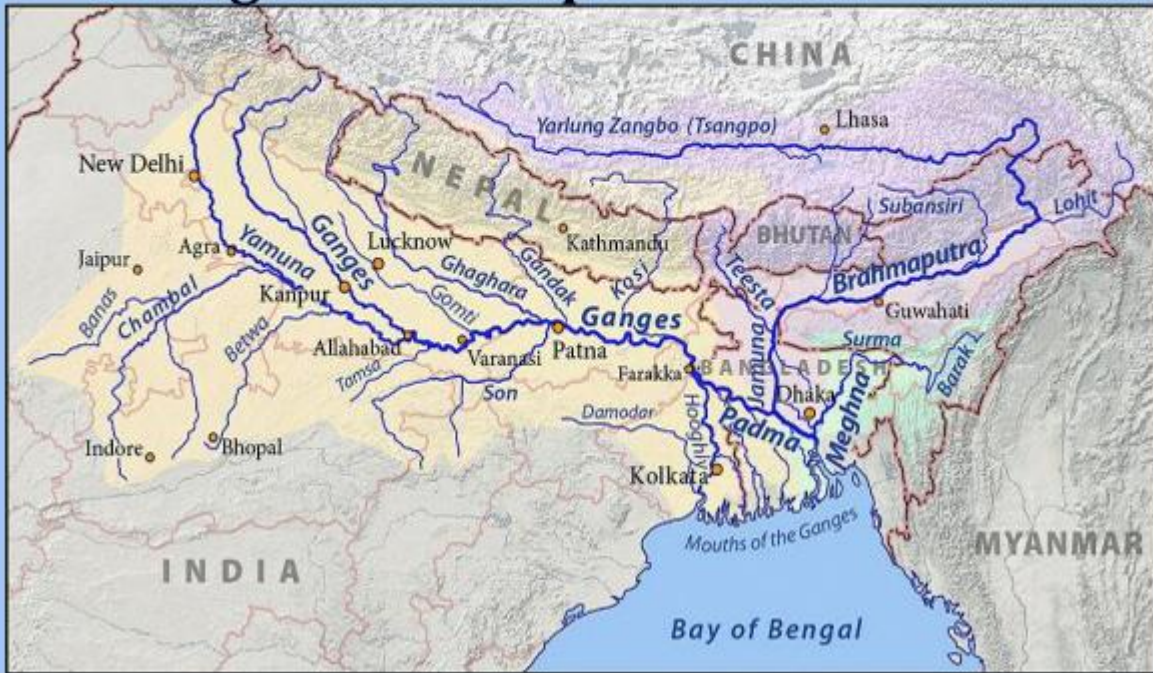 CHINA
Yarlung Zangbo (Tsangpo)
Lhasa
New Delhi
NEPAL
Subansiri
Lohit
Agra
Yamuna
Ganges
Lucknow
Kathmandu
BHUTAN
Jaipur
Ghaghara
Gandak
Kosi
Teesta
Brahmaputra
Kanpur
Gomti
Banas
Chambal
Betwa
Ganges
Guwahati
Allahabad
Varanasi
Patna
Jamuna
Surma
Tamsa
Son
Farakka
BANGLADESH
Barak
Dhaka
Damodar
Hooghly
Padma
Meghna
Indore
Bhopal
Kolkata
Mouths of the Ganges
INDIA
MYANMAR
Bay of Bengal